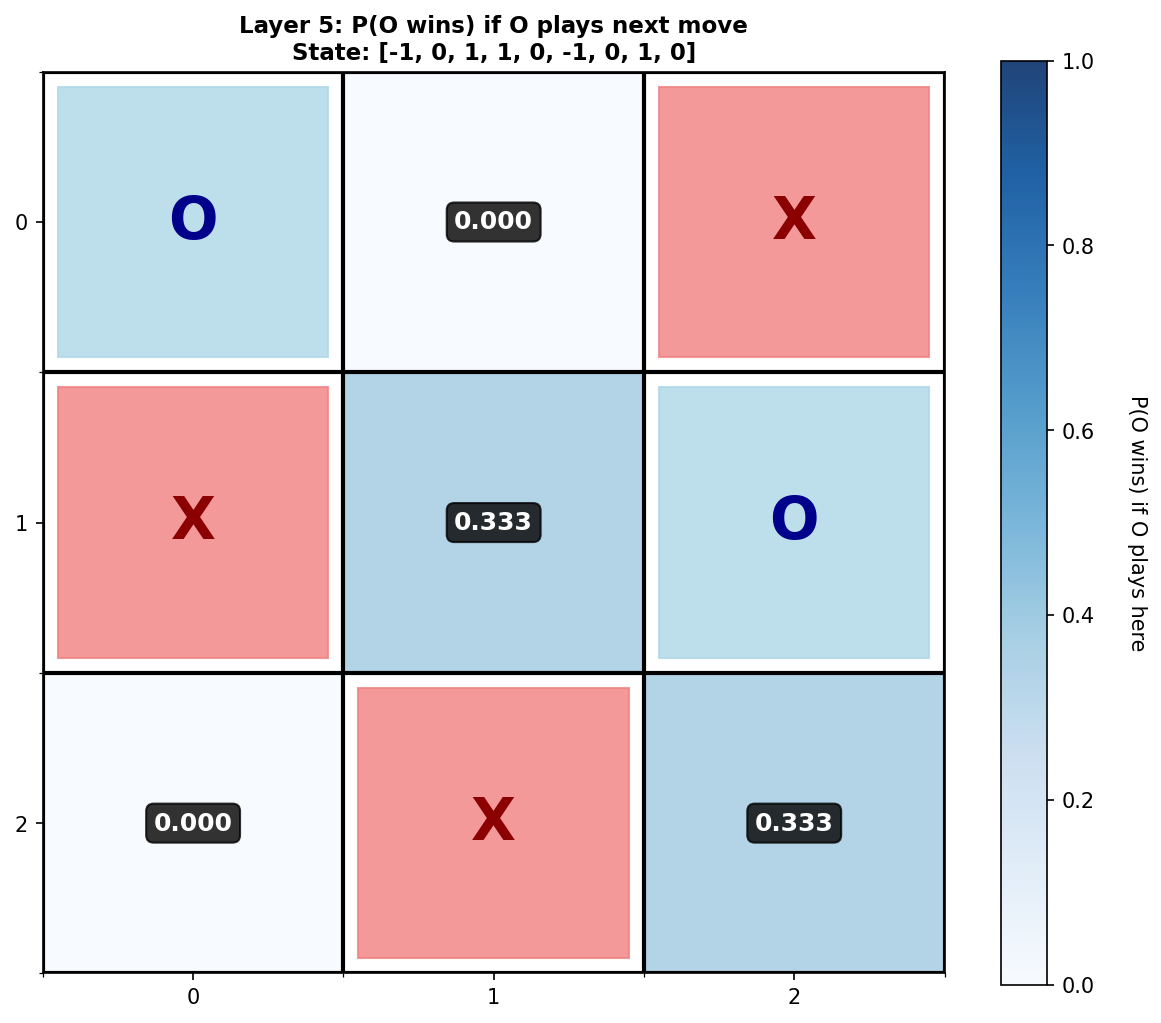 Layer 5: P(O wins) if O plays next move
State: [-1, 0, 1, 1, 0, -1, 0, 1, 0]
O
0.000
X
X
0.333
O
0.000
X
0.333
0
1
2
0
1
2
1.0
0.8
0.6
0.4
0.2
0.0
P(O wins) if O plays here